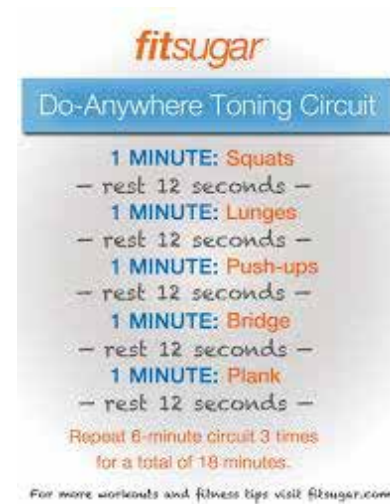 fitsugar
Do-Anywhere Toning Circuit
1 MINUTE: Squats
— rest 12 seconds —
1 MINUTE: Lunges
— rest 12 seconds —
1 MINUTE: Push-ups
— rest 12 seconds —
1 MINUTE: Bridge
— rest 12 seconds —
1 MINUTE: Plank
— rest 12 seconds —
Repeat 6-minute circuit 3 times
for a total of 18 minutes.
For more workouts and fitness tips visit fitsugar.com